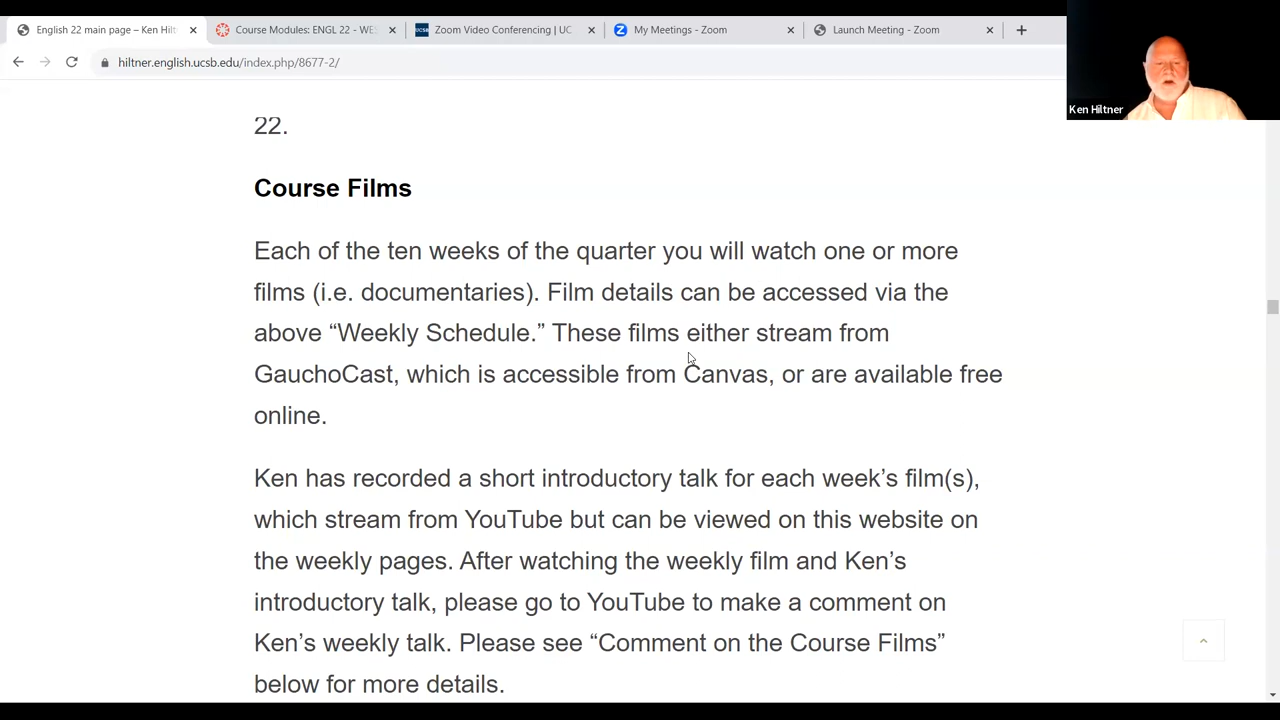 English 22 main page – Ken Hilt
Course Modules: ENGL 22 - WES
Zoom Video Conferencing | UC
My Meetings - Zoom
Launch Meeting - Zoom
hiltner.english.ucsb.edu/index.php/8677-2/
Ken Hiltner
22.
Course Films
Each of the ten weeks of the quarter you will watch one or more
films (i.e. documentaries). Film details can be accessed via the
above “Weekly Schedule.” These films either stream from
GauchoCast, which is accessible from Canvas, or are available free
online.
Ken has recorded a short introductory talk for each week’s film(s),
which stream from YouTube but can be viewed on this website on
the weekly pages. After watching the weekly film and Ken’s
introductory talk, please go to YouTube to make a comment on
Ken’s weekly talk. Please see “Comment on the Course Films”
below for more details.